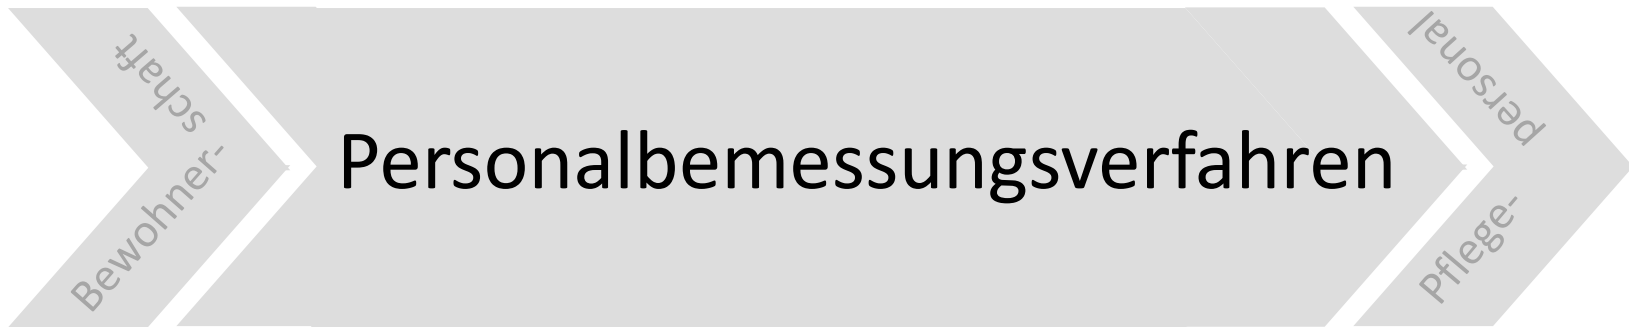 Bewohner-
schaft
Personalbemessungsverfahren
Pflege-
personal